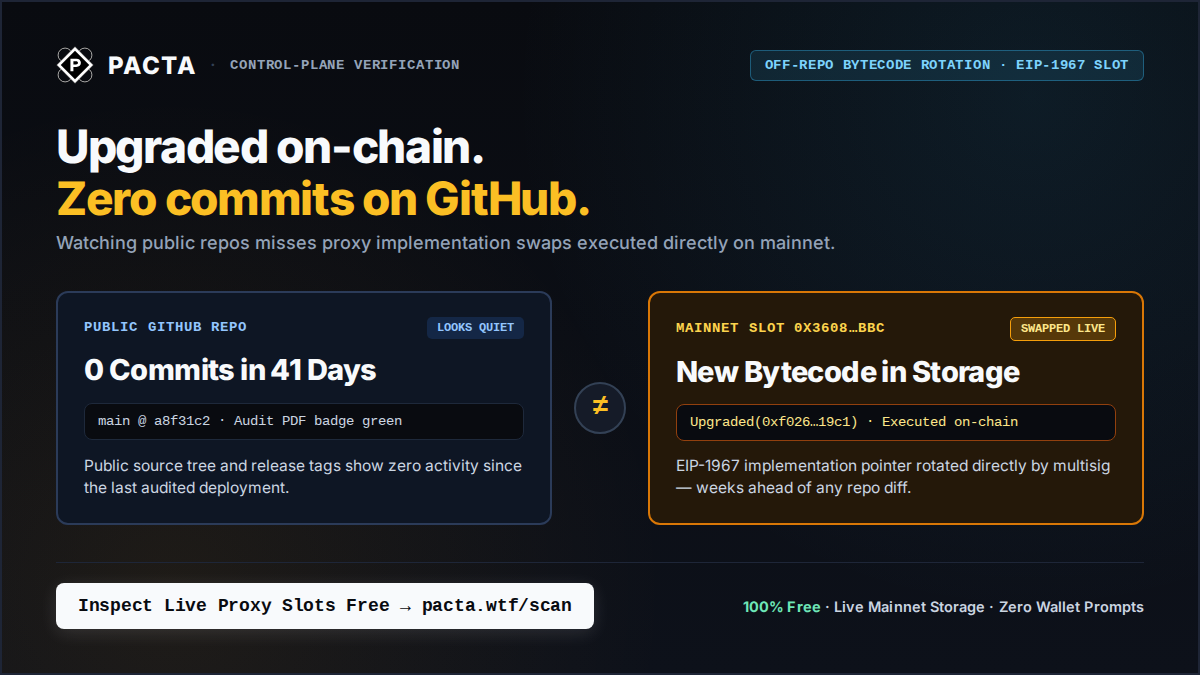 P PACTA · CONTROL-PLANE VERIFICATION
OFF-REPO BYTECODE ROTATION · EIP-1967 SLOT
Upgraded on-chain.
Zero commits on GitHub.
Watching public repos misses proxy implementation swaps executed directly on mainnet.
PUBLIC GITHUB REPO
LOOKS QUIET
0 Commits in 41 Days
main @ a8f31c2 · Audit PDF badge green
Public source tree and release tags show zero activity since
the last audited deployment.
≠
MAINNET SLOT 0X3608…BBC
SWAPPED LIVE
New Bytecode in Storage
Upgraded(0xf026…19c1) · Executed on-chain
EIP-1967 implementation pointer rotated directly by multisig
— weeks ahead of any repo diff.
Inspect Live Proxy Slots Free → pacta.wtf/scan
100% Free · Live Mainnet Storage · Zero Wallet Prompts